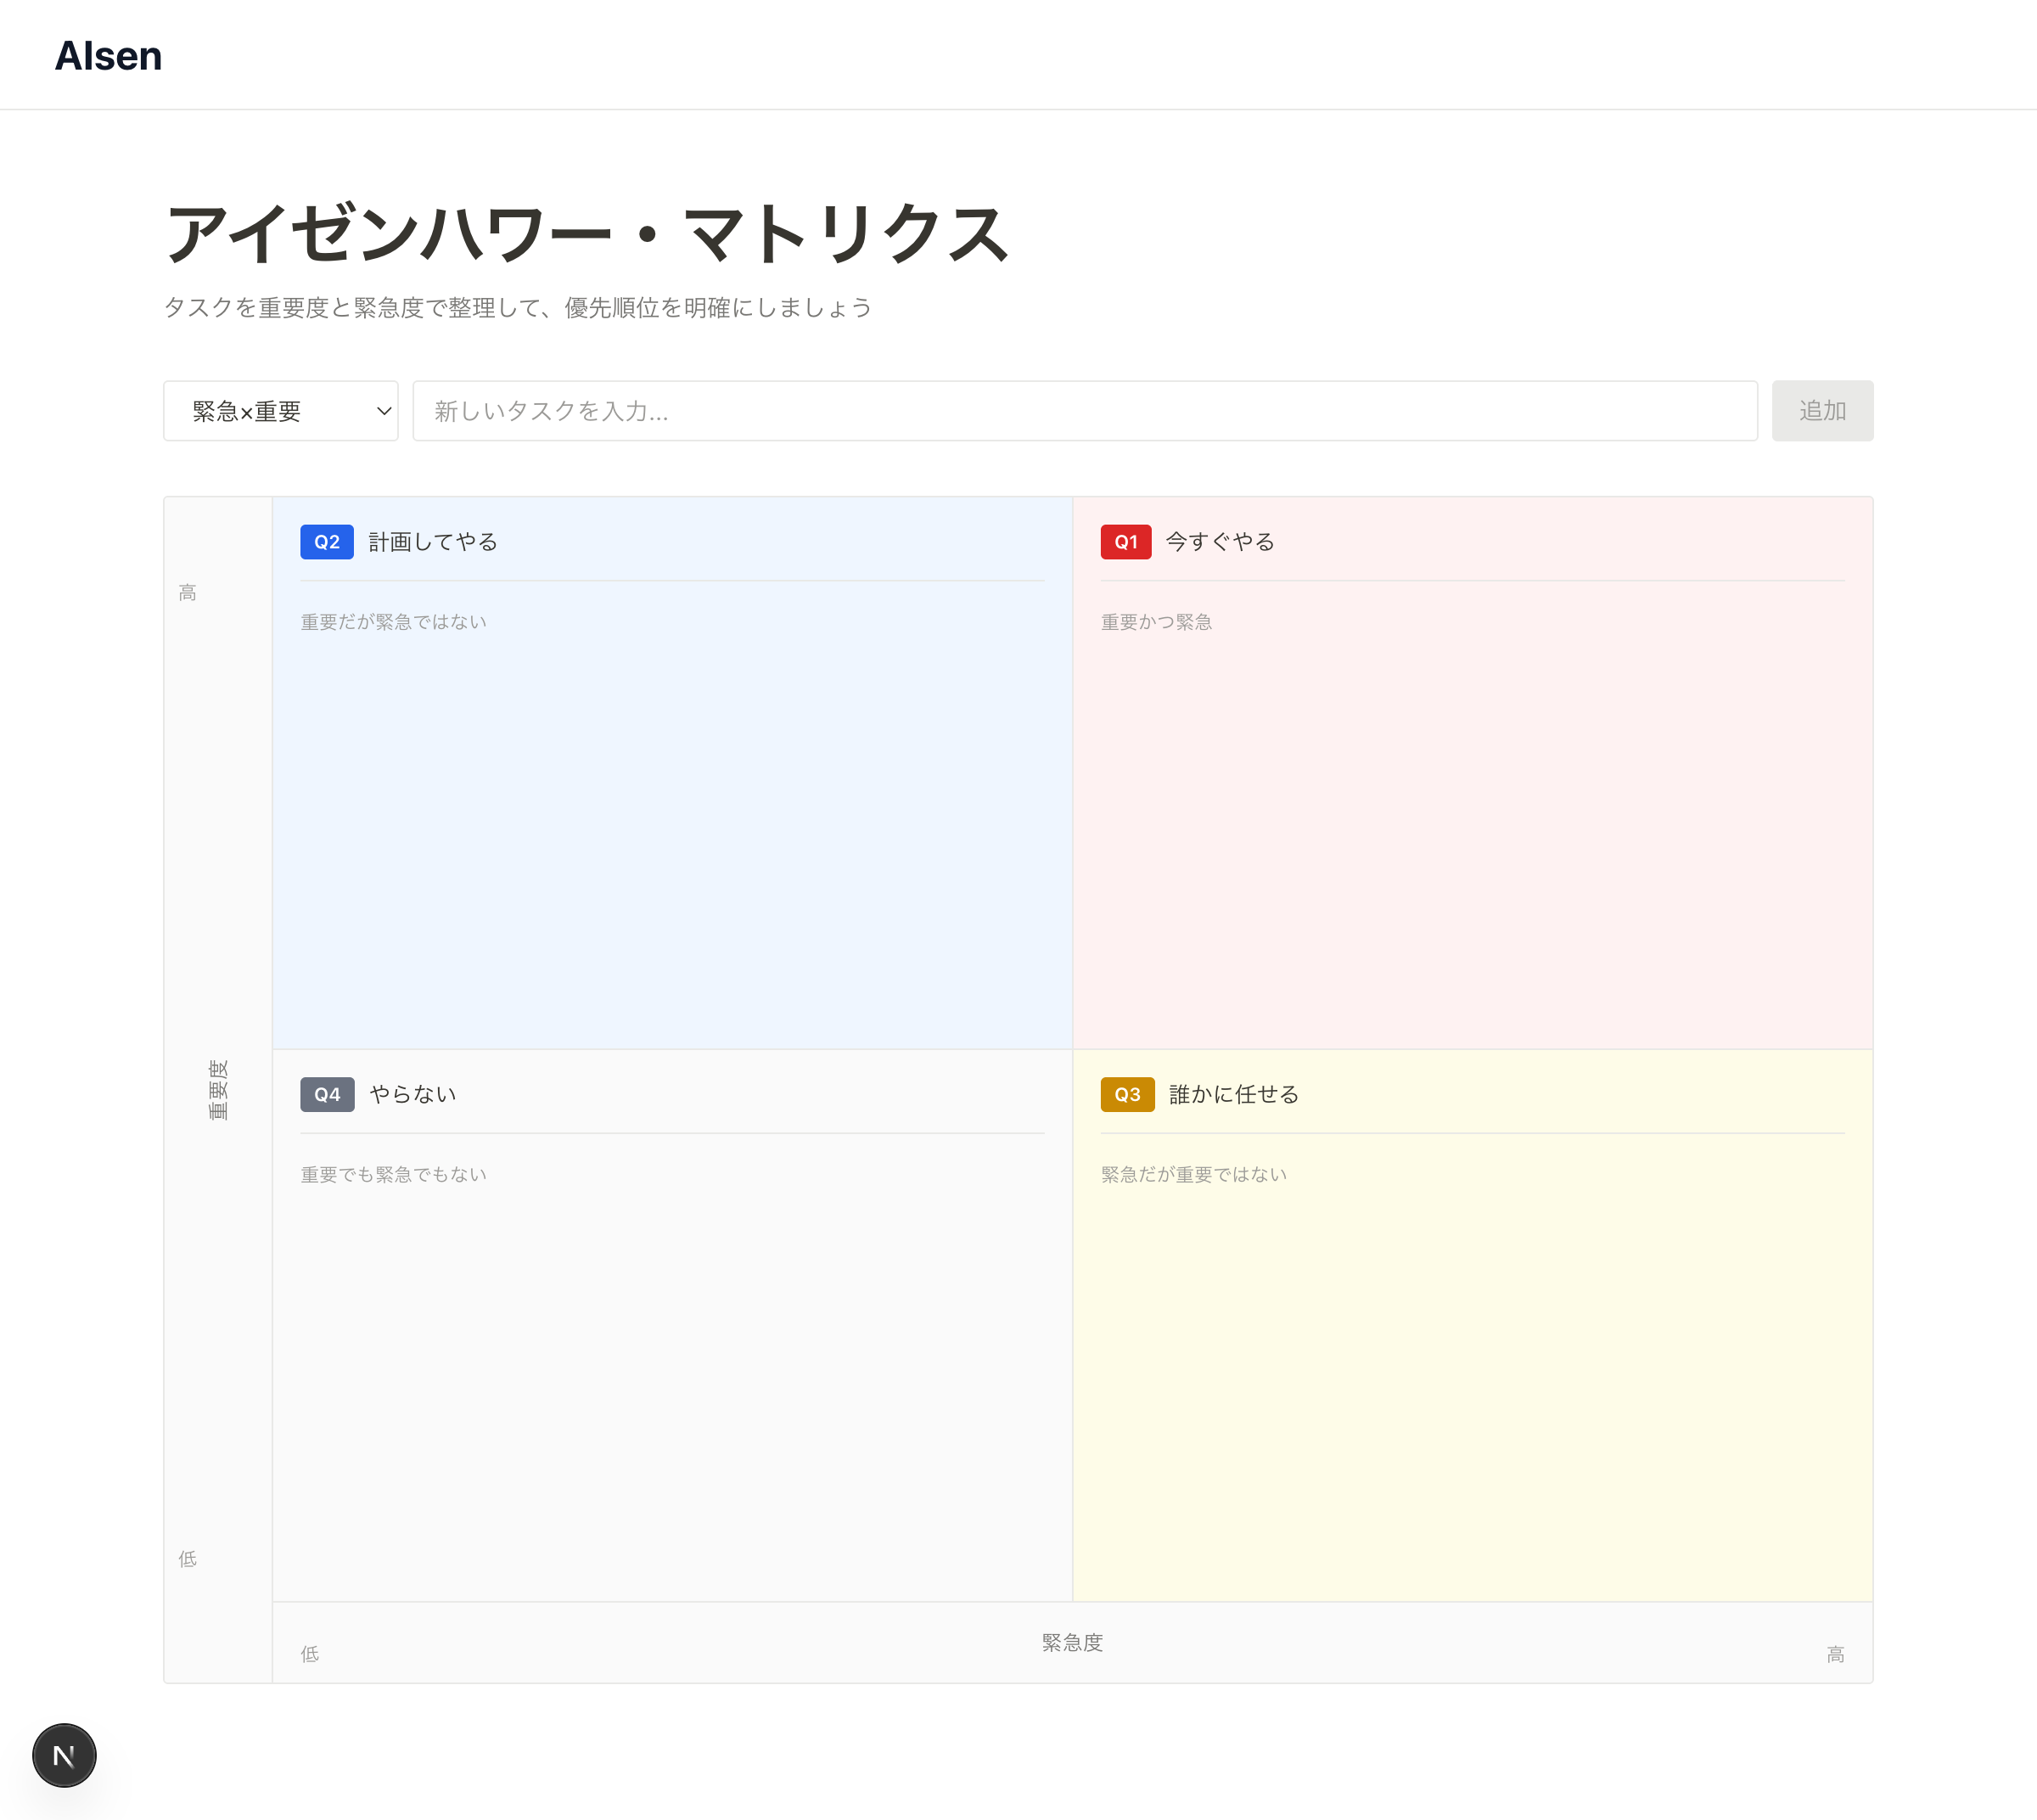 AIsen
アイゼンハワー・マトリクス
タスクを重要度と緊急度で整理して、優先順位を明確にしましょう
緊急×重要
新しいタスクを入力...
追加
高
重要度
低
Q2 計画してやる
重要だが緊急ではない
Q1 今すぐやる
重要かつ緊急
Q4 やらない
重要でも緊急でもない
Q3 誰かに任せる
緊急だが重要ではない
低
緊急度
高
N